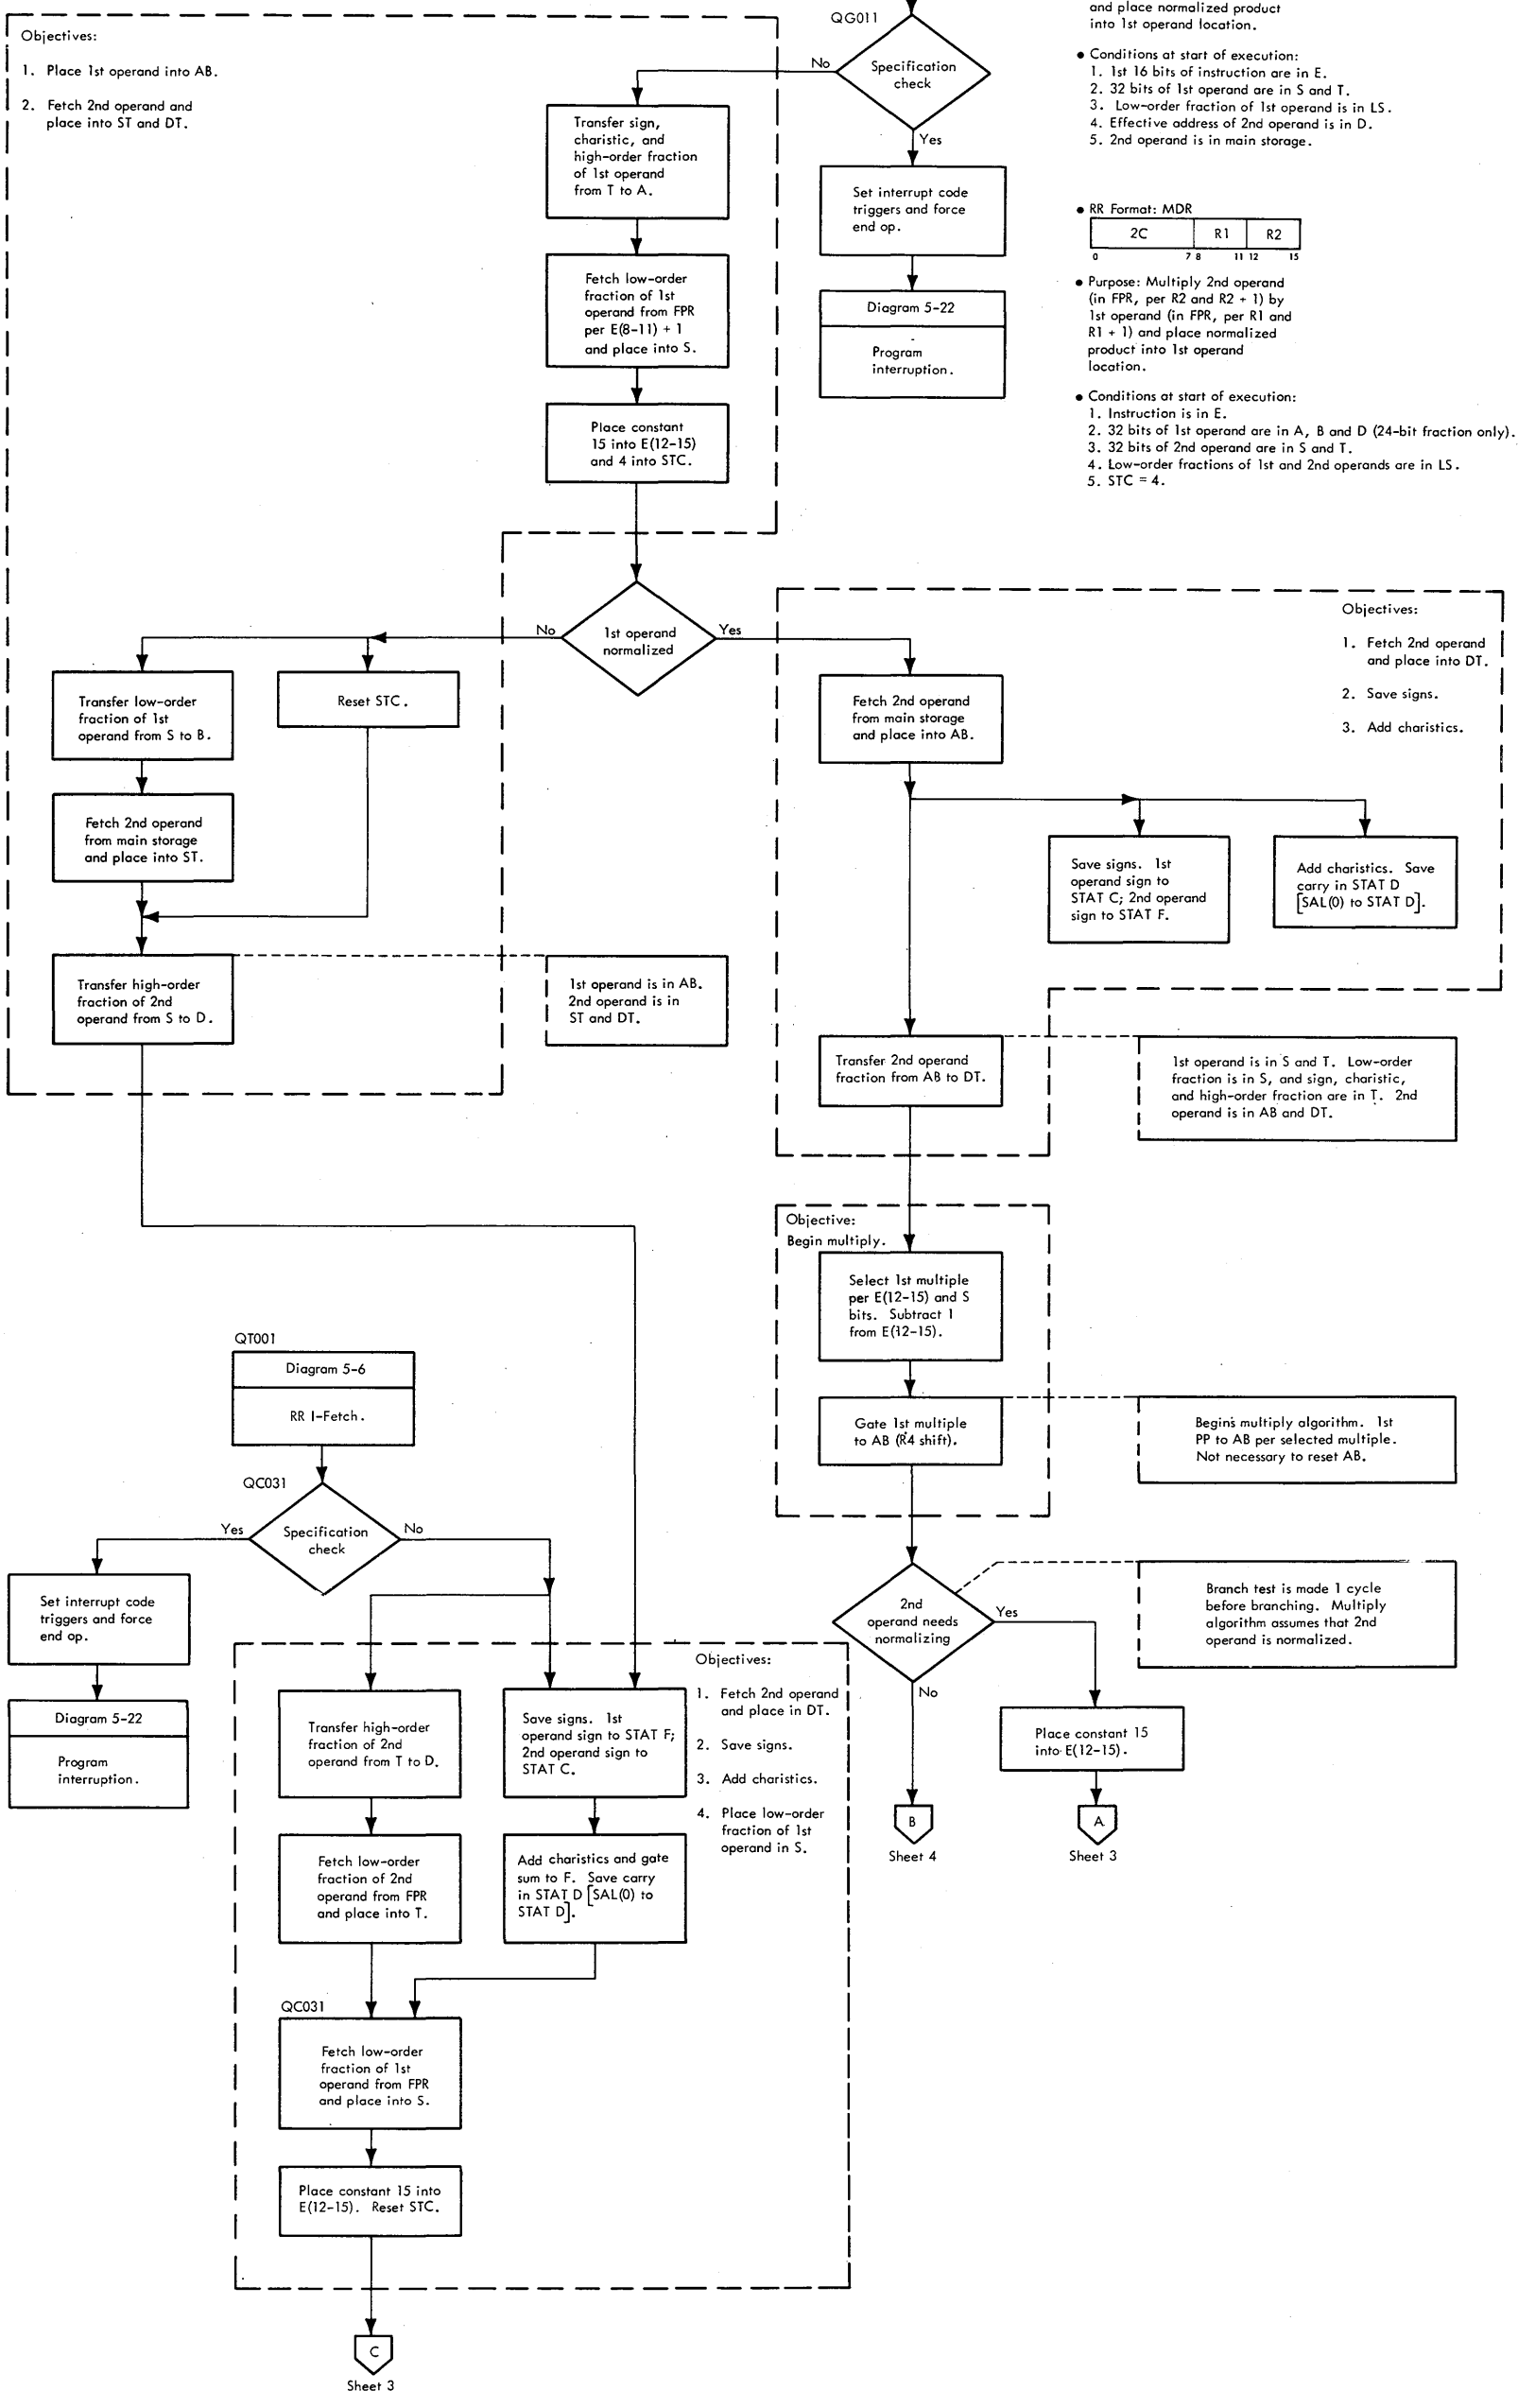 QG011
Specification
check
No
Yes
and place normalized product
into 1st operand location.
● Conditions at start of execution:
1. 1st 16 bits of instruction are in E.
2. 32 bits of 1st operand are in S and T.
3. Low-order fraction of 1st operand is in LS.
4. Effective address of 2nd operand is in D.
5. 2nd operand is in main storage.
● RR Format: MDR
2C R1 R2
0 7 8 11 12 15
● Purpose: Multiply 2nd operand
(in FPR, per R2 and R2 + 1) by
1st operand (in FPR, per R1 and
R1 + 1) and place normalized
product into 1st operand
location.
● Conditions at start of execution:
1. Instruction is in E.
2. 32 bits of 1st operand are in A, B and D (24-bit fraction only).
3. 32 bits of 2nd operand are in S and T.
4. Low-order fractions of 1st and 2nd operands are in LS.
5. STC = 4.
Objectives:
1. Place 1st operand into AB.
2. Fetch 2nd operand and
place into ST and DT.
Transfer sign,
charistic, and
high-order fraction
of 1st operand
from T to A.
Fetch low-order
fraction of 1st
operand from FPR
per E(8-11) + 1
and place into S.
Place constant
15 into E(12-15)
and 4 into STC.
Set interrupt code
triggers and force
end op.
Diagram 5-22
Program
interruption.
1st operand
normalized
No
Yes
Transfer low-order
fraction of 1st
operand from S to B.
Reset STC.
Fetch 2nd operand
from main storage
and place into ST.
Transfer high-order
fraction of 2nd
operand from S to D.
1st operand is in AB.
2nd operand is in
ST and DT.
Objectives:
1. Fetch 2nd operand
and place into DT.
2. Save signs.
3. Add charistics.
Fetch 2nd operand
from main storage
and place into AB.
Save signs. 1st
operand sign to
STAT C; 2nd operand
sign to STAT F.
Add charistics. Save
carry in STAT D
[SAL(0) to STAT D].
Transfer 2nd operand
fraction from AB to DT.
1st operand is in S and T. Low-order
fraction is in S, and sign, charistic,
and high-order fraction are in T. 2nd
operand is in AB and DT.
Objective:
Begin multiply.
Select 1st multiple
per E(12-15) and S
bits. Subtract 1
from E(12-15).
Gate 1st multiple
to AB (R4 shift).
Begins multiply algorithm. 1st
PP to AB per selected multiple.
Not necessary to reset AB.
2nd
operand needs
normalizing
Yes
No
Branch test is made 1 cycle
before branching. Multiply
algorithm assumes that 2nd
operand is normalized.
Place constant 15
into E(12-15).
B
Sheet 4
A
Sheet 3
QT001
Diagram 5-6
RR I-Fetch.
QC031
Specification
check
Yes
No
Set interrupt code
triggers and force
end op.
Diagram 5-22
Program
interruption.
Objectives:
1. Fetch 2nd operand
and place in DT.
2. Save signs.
3. Add charistics.
4. Place low-order
fraction of 1st
operand in S.
Transfer high-order
fraction of 2nd
operand from T to D.
Save signs. 1st
operand sign to STAT F;
2nd operand sign to
STAT C.
Fetch low-order
fraction of 2nd
operand from FPR
and place into T.
Add charistics and gate
sum to F. Save carry
in STAT D [SAL(0) to
STAT D].
QC031
Fetch low-order
fraction of 1st
operand from FPR
and place into S.
Place constant 15 into
E(12-15). Reset STC.
C
Sheet 3